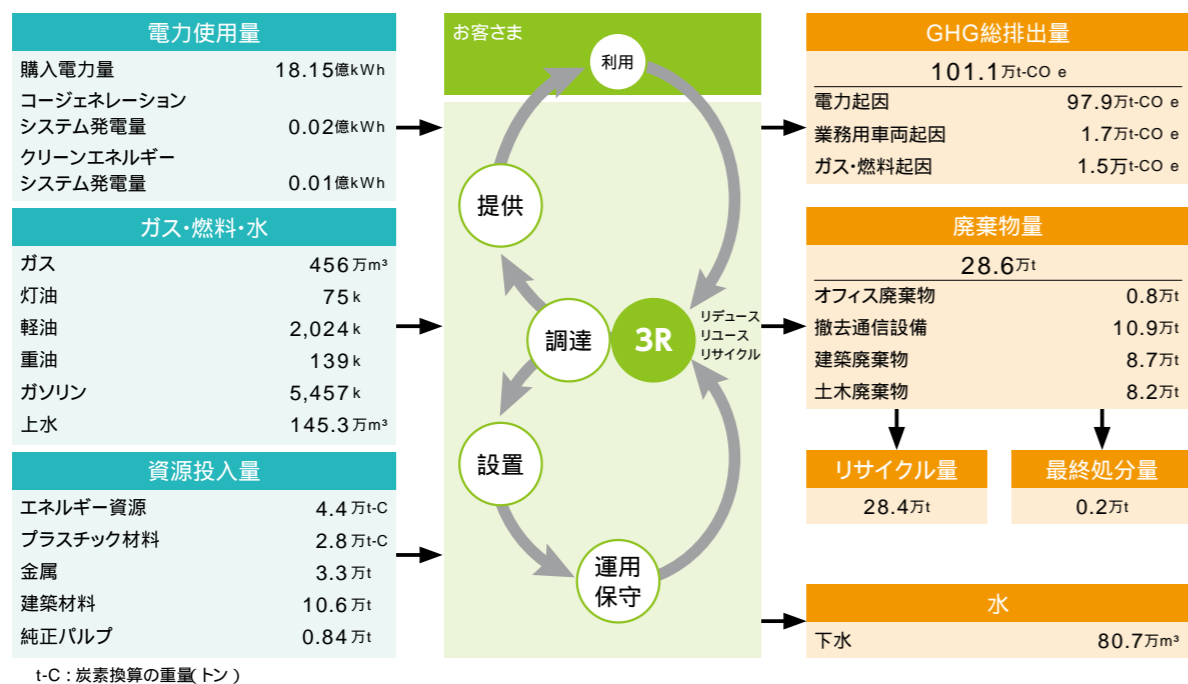 電力使用量
購入電力量 18.15億kWh
コージェネレーション
システム発電量 0.02億kWh
クリーンエネルギー
システム発電量 0.01億kWh
ガス・燃料・水
ガス 456万m³
灯油 75k
軽油 2,024k
重油 139k
ガソリン 5,457k
上水 145.3万m³
資源投入量
エネルギー資源 4.4万t-C
プラスチック材料 2.8万t-C
金属 3.3万t
建築材料 10.6万t
純正パルプ 0.84万t
t-C：炭素換算の重量（トン）
お客さま
利用
提供
調達
3R
リデュース
リユース
リサイクル
設置
運用
保守
GHG総排出量
101.1万t-CO e
電力起因 97.9万t-CO e
業務用車両起因 1.7万t-CO e
ガス・燃料起因 1.5万t-CO e
廃棄物量
28.6万t
オフィス廃棄物 0.8万t
撤去通信設備 10.9万t
建築廃棄物 8.7万t
土木廃棄物 8.2万t
リサイクル量
28.4万t
最終処分量
0.2万t
水
下水 80.7万m³